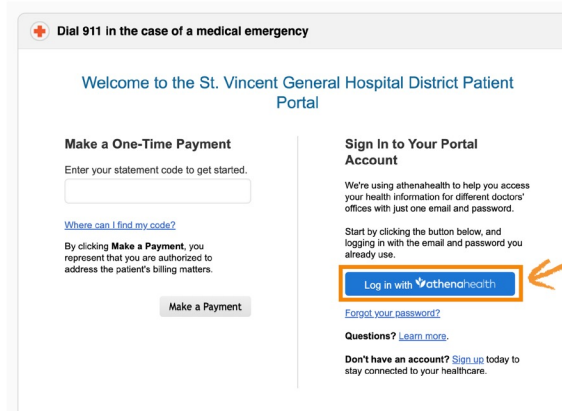 Dial 911 in the case of a medical emergency
Welcome to the St. Vincent General Hospital District Patient
Portal
Make a One-Time Payment
Enter your statement code to get started.
Where can I find my code?
By clicking Make a Payment, you
represent that you are authorized to
address the patient's billing matters.
Make a Payment
Sign In to Your Portal
Account
We're using athenahealth to help you access
your health information for different doctors'
offices with just one email and password.
Start by clicking the button below, and
logging in with the email and password you
already use.
Log in with athenahealth
Forgot your password?
Questions? Learn more.
Don't have an account? Sign up today to
stay connected to your healthcare.